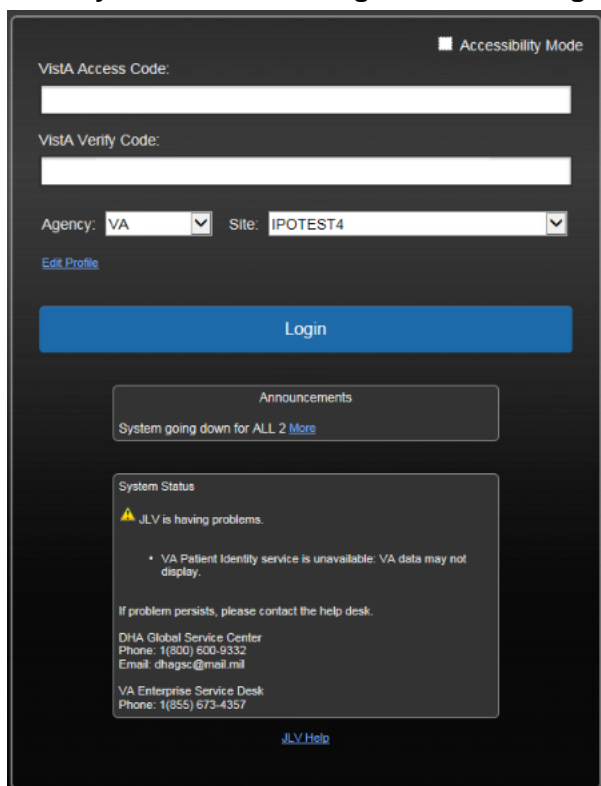 Accessibility Mode
VistA Access Code:
VistA Verify Code:
Agency: VA Site: IPOTEST4
Edit Profile
Login
Announcements
System going down for ALL 2 More
System Status
JLV is having problems.
• VA Patient Identity service is unavailable: VA data may not
display.
If problem persists, please contact the help desk.
DHA Global Service Center
Phone: 1(800) 600-9332
Email: dhagsc@mail.mil
VA Enterprise Service Desk
Phone: 1(855) 673-4357
JLV Help